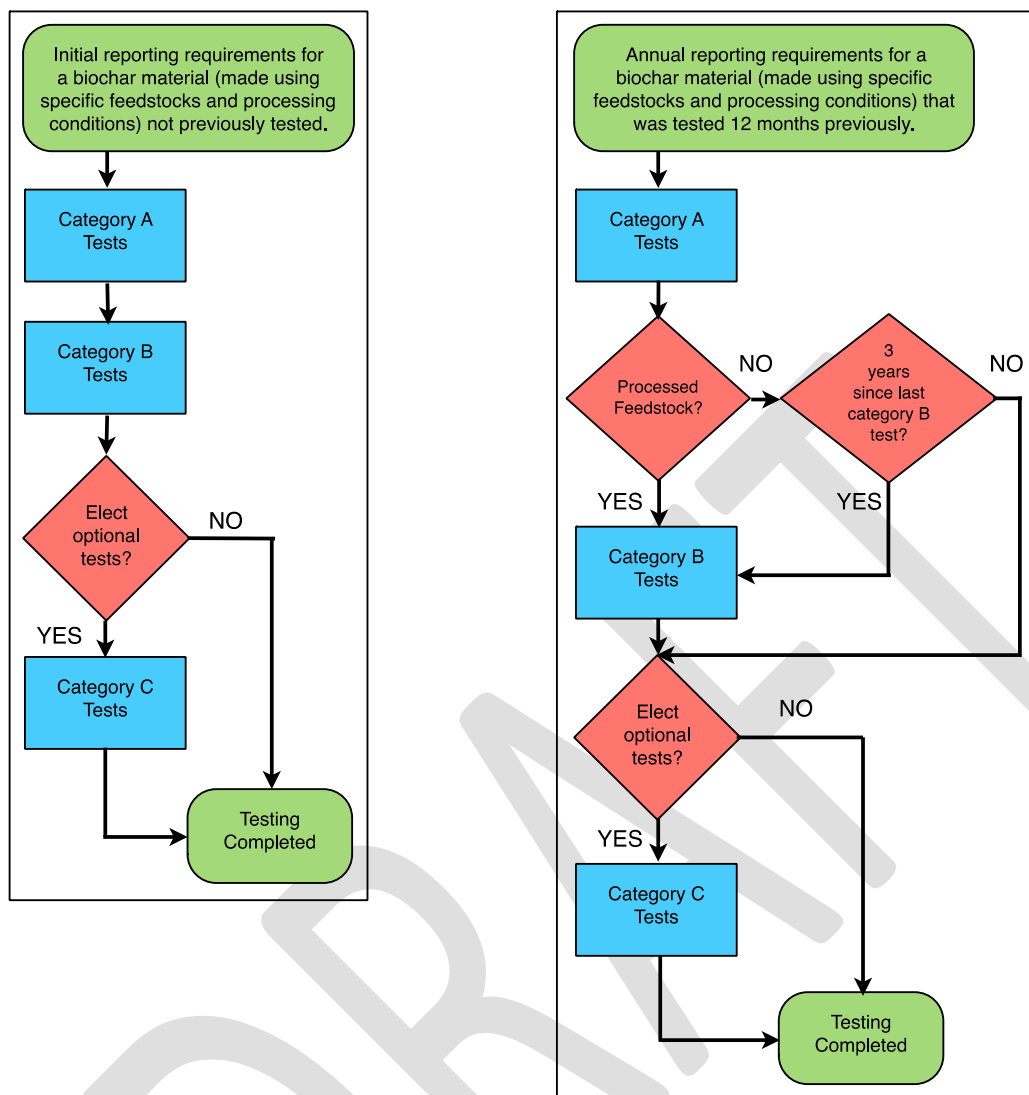 Initial reporting requirements for
a biochar material (made using
specific feedstocks and processing
conditions) not previously tested.
Category A
Tests
Category B
Tests
Elect
optional
tests?
NO
YES
Category C
Tests
Testing
Completed
Annual reporting requirements for a
biochar material (made using specific
feedstocks and processing conditions) that
was tested 12 months previously.
Category A
Tests
Processed
Feedstock?
NO
3
years
since last
category B
test?
NO
YES
YES
Category B
Tests
Elect
optional
tests?
NO
YES
Category C
Tests
Testing
Completed
DRAFT